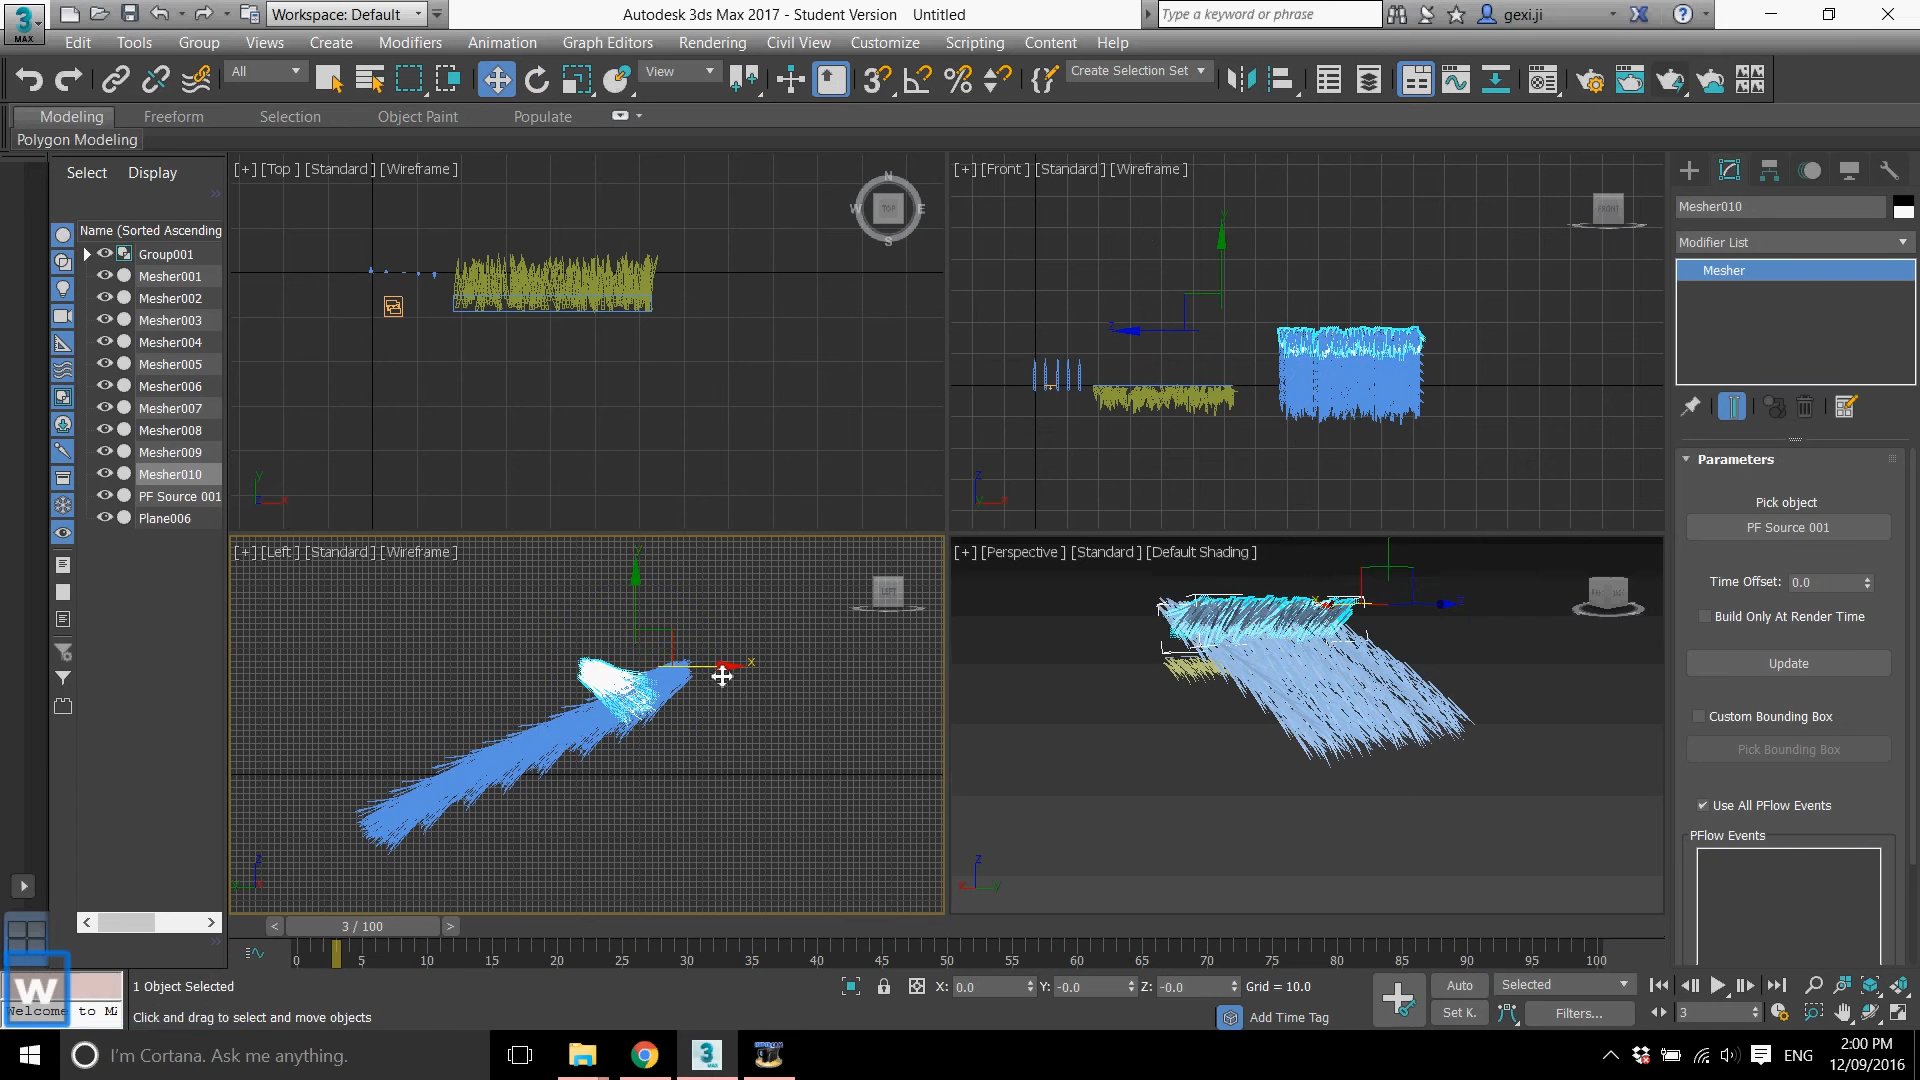 Workspace: Default
Autodesk 3ds Max 2017 - Student Version Untitled
Type a keyword or phrase
gexi.ji
MAX
Edit Tools Group Views Create Modifiers Animation Graph Editors Rendering Civil View Customize Scripting Content Help
All
View
Create Selection Set
Modeling Freeform Selection Object Paint Populate
Polygon Modeling
Select Display
Name (Sorted Ascending
Group001
Mesher001
Mesher002
Mesher003
Mesher004
Mesher005
Mesher006
Mesher007
Mesher008
Mesher009
Mesher010
PF Source 001
Plane006
[+] [Top ] [Standard ] [Wireframe ]
N
W TOP E
S
[+] [Front ] [Standard ] [Wireframe ]
FRONT
[+] [Left ] [Standard ] [Wireframe ]
LEFT
[+] [Perspective ] [Standard ] [Default Shading ]
Mesher010
Modifier List
Mesher
Parameters
Pick object
PF Source 001
Time Offset: 0.0
Build Only At Render Time
Update
Custom Bounding Box
Pick Bounding Box
Use All PFlow Events
PFlow Events
< 3 / 100 >
0 5 10 15 20 25 30 35 40 45 50 55 60 65 70 75 80 85 90 95 100
W
Welcome to M
1 Object Selected
Click and drag to select and move objects
X: 0.0 Y: -0.0 Z: -0.0 Grid = 10.0
Add Time Tag
Auto Selected
Set K. Filters...
3
I'm Cortana. Ask me anything.
ENG
2:00 PM
12/09/2016